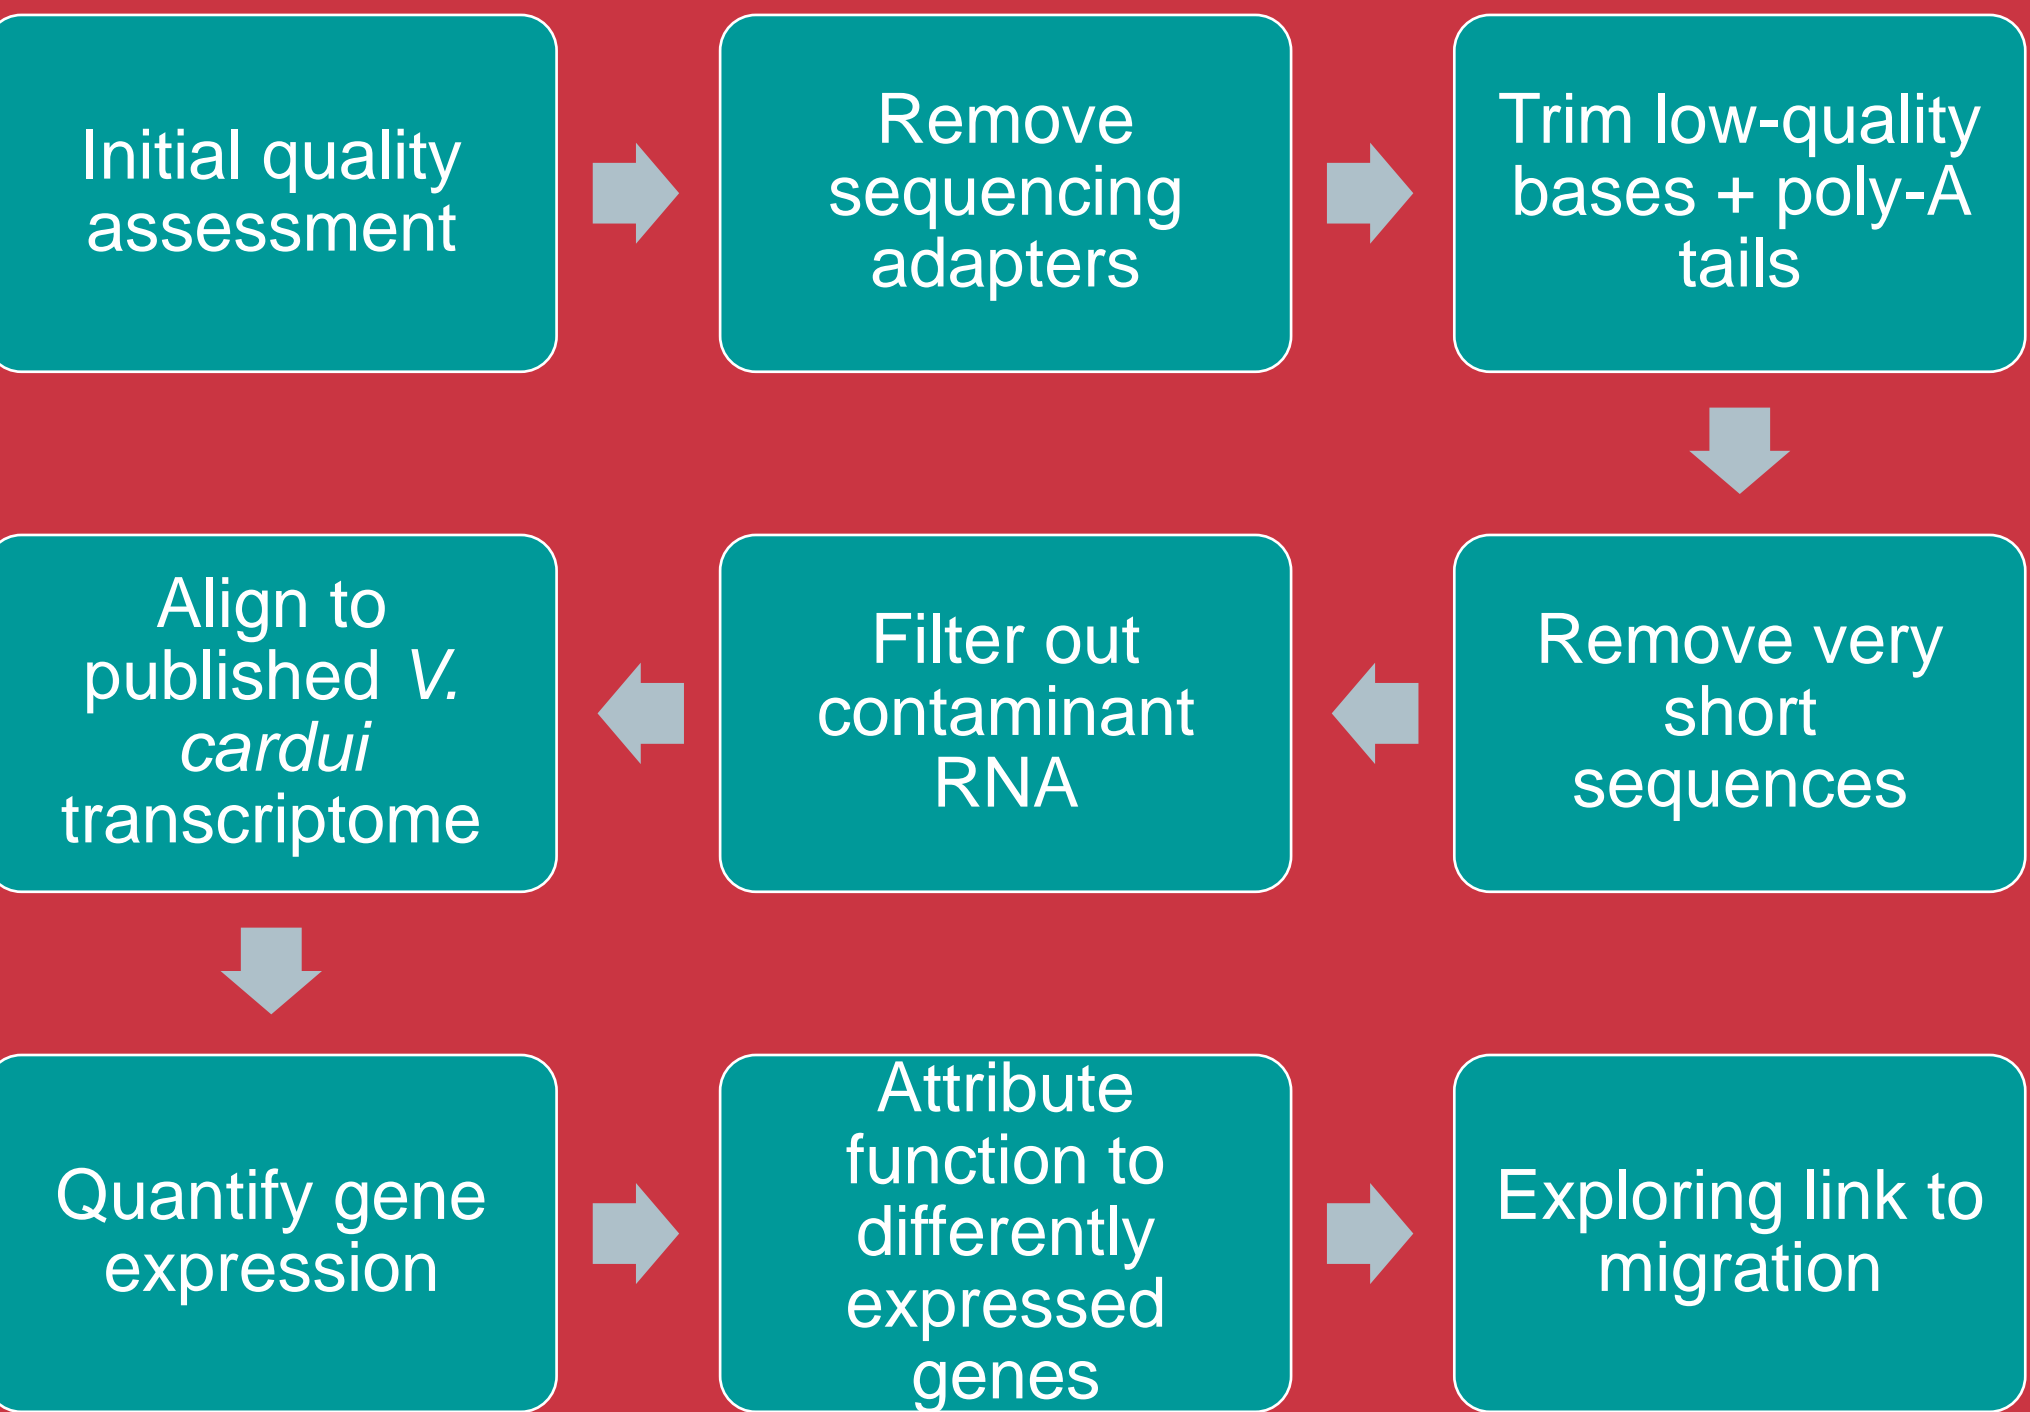 Initial quality
assessment
Remove
sequencing
adapters
Trim low-quality
bases + poly-A
tails
Remove very
short
sequences
Filter out
contaminant
RNA
Align to
published V.
cardui
transcriptome
Quantify gene
expression
Attribute
function to
differently
expressed
genes
Exploring link to
migration